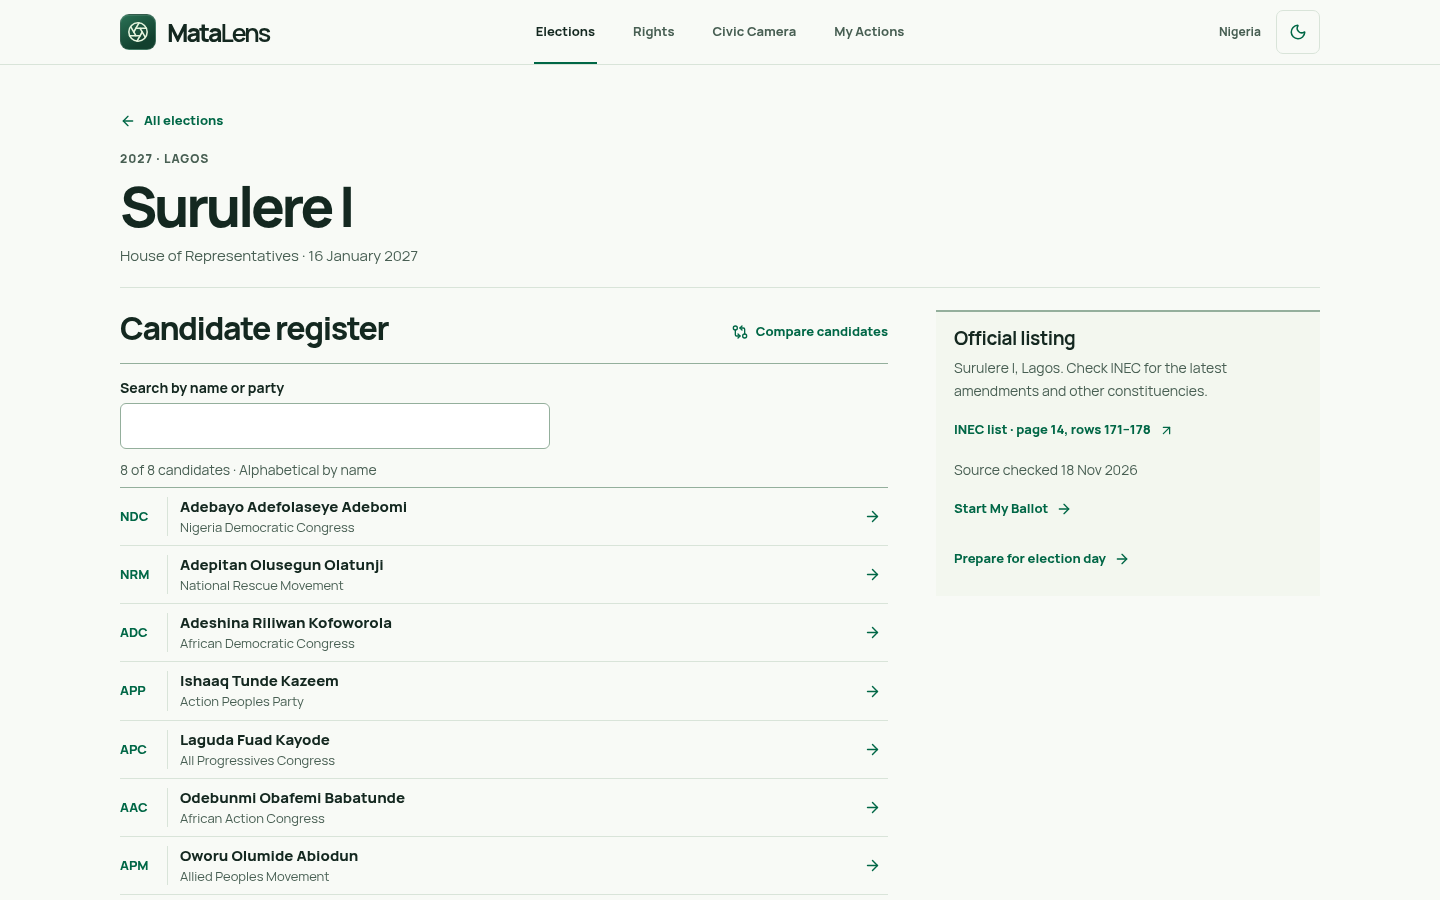 MataLens
Elections
Rights
Civic Camera
My Actions
Nigeria
All elections
2027 · LAGOS
Surulere I
House of Representatives · 16 January 2027
Candidate register
Compare candidates
Search by name or party
8 of 8 candidates · Alphabetical by name
NDC
Adebayo Adefolaseye Adebomi
Nigeria Democratic Congress
NRM
Adepitan Olusegun Olatunji
National Rescue Movement
ADC
Adeshina Riliwan Kofoworola
African Democratic Congress
APP
Ishaaq Tunde Kazeem
Action Peoples Party
APC
Laguda Fuad Kayode
All Progressives Congress
AAC
Odebunmi Obafemi Babatunde
African Action Congress
APM
Oworu Olumide Abiodun
Allied Peoples Movement
Official listing
Surulere I, Lagos. Check INEC for the latest
amendments and other constituencies.
INEC list · page 14, rows 171–178
Source checked 18 Nov 2026
Start My Ballot
Prepare for election day